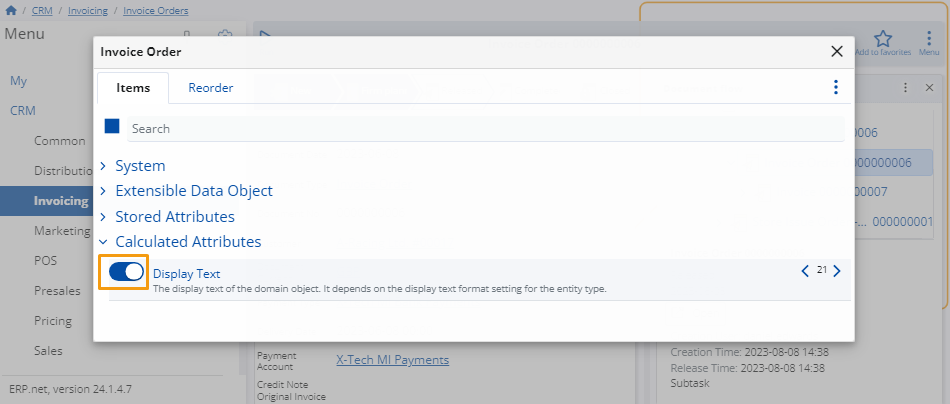 CRM / Invoicing / Invoice Orders
Menu
Add to favorites
Menu
My
CRM
Common
Distributio
Invoicing
Marketing
POS
Presales
Pricing
Sales
ERP.net, version 24.1.4.7
Invoice Order
Items
Reorder
Search
System
Extensible Data Object
Stored Attributes
Calculated Attributes
Display Text
The display text of the domain object. It depends on the display text format setting for the entity type.
21
0006
000000006
00007
-... 000000001
Payment
Account
X-Tech MI Payments
Credit Note
Original Invoice
Creation Time: 2023-08-08 14:38
Release Time: 2023-08-08 14:38
Subtask